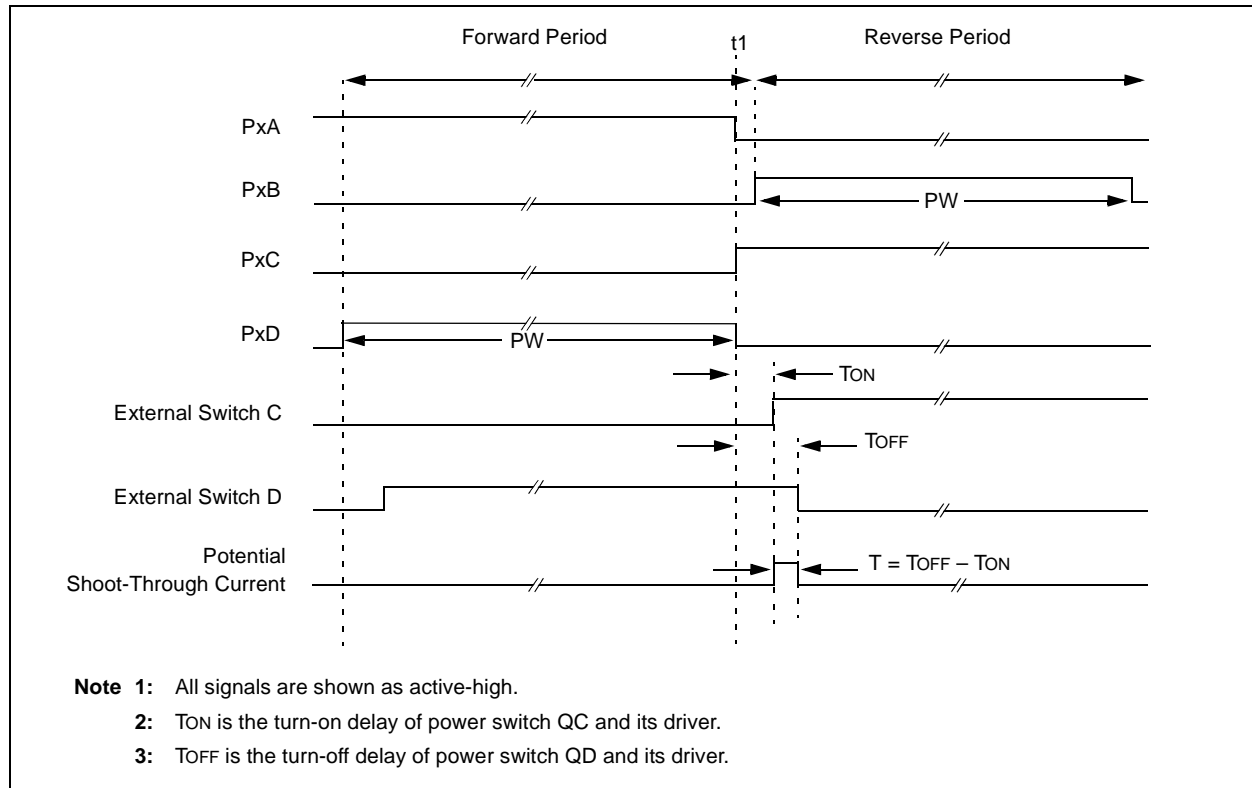 Forward Period
t1
Reverse Period
PxA
PxB
PW
PxC
PxD
PW
TON
External Switch C
TOFF
External Switch D
Potential
Shoot-Through Current
T = TOFF – TON
Note 1: All signals are shown as active-high.
2: TON is the turn-on delay of power switch QC and its driver.
3: TOFF is the turn-off delay of power switch QD and its driver.